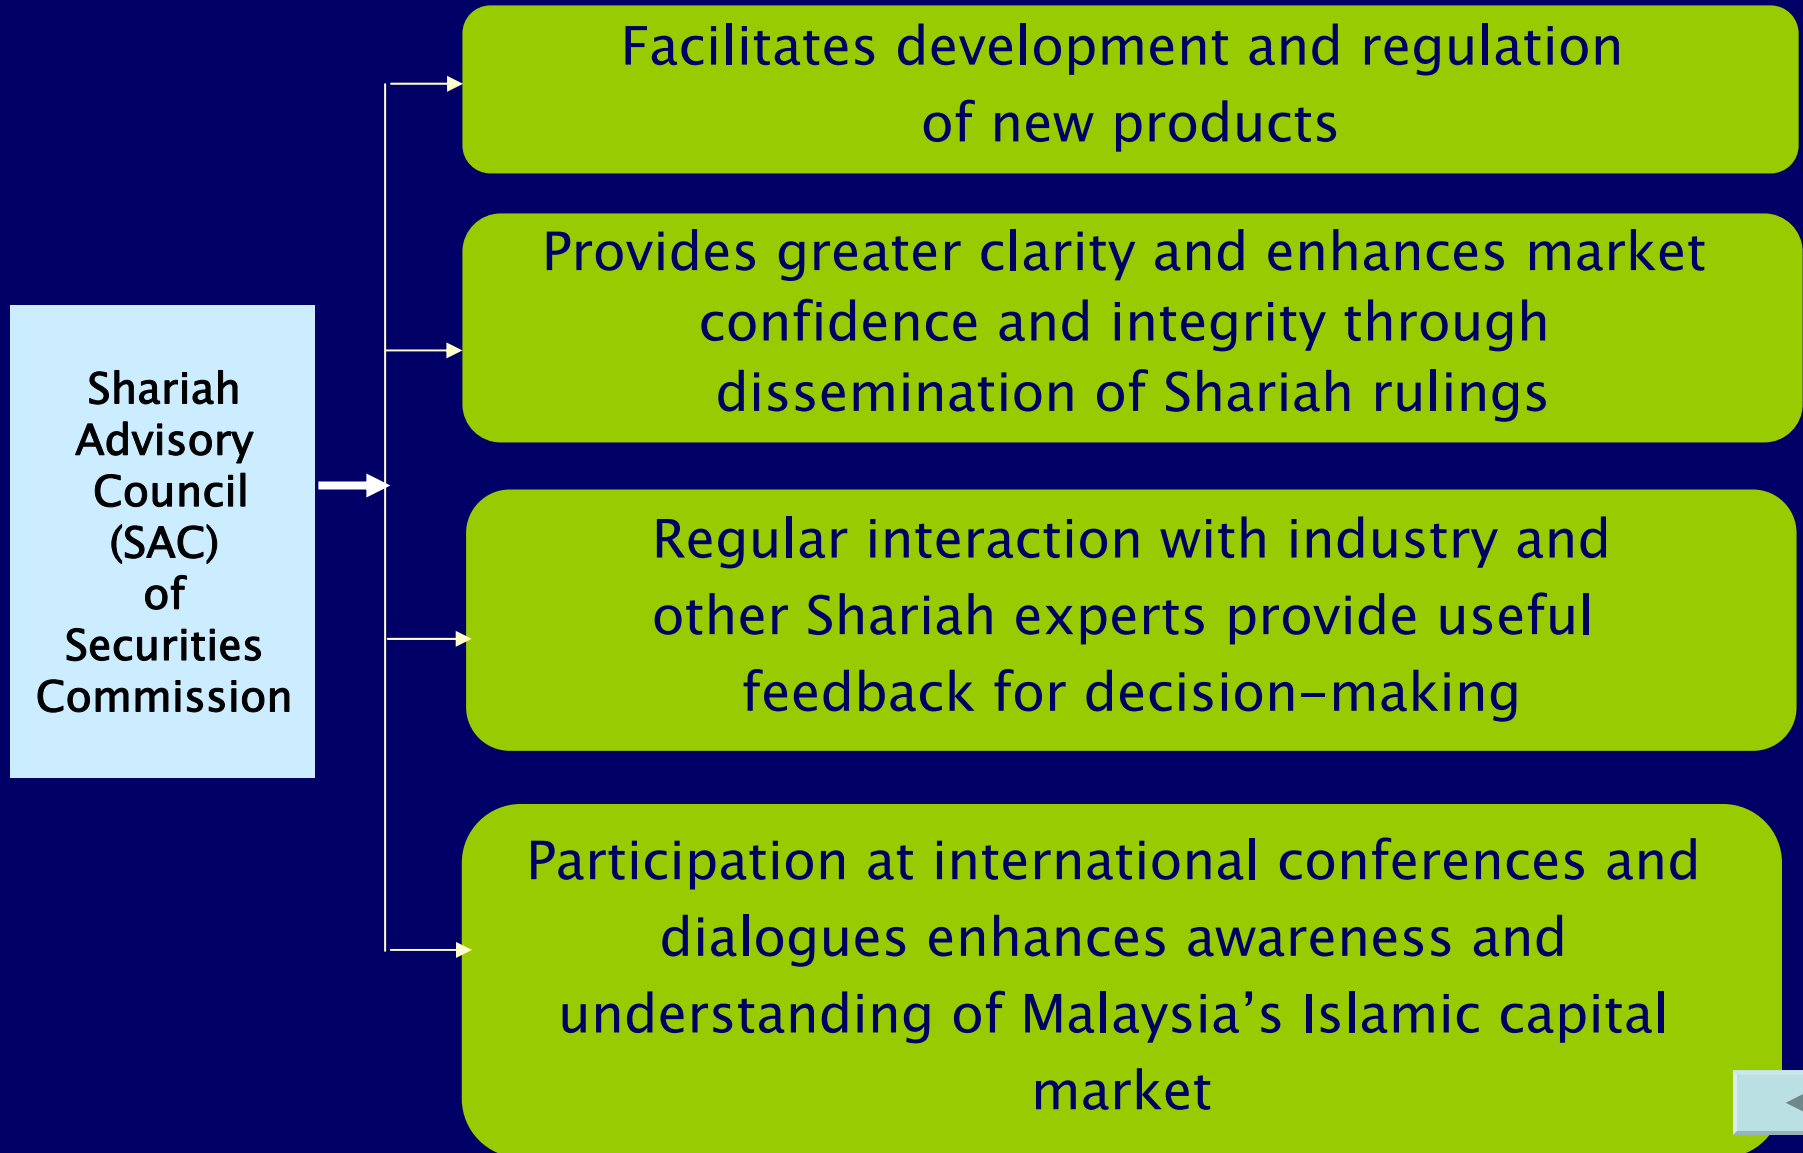 Shariah
Advisory
Council
(SAC)
of
Securities
Commission
Facilitates development and regulation
of new products
Provides greater clarity and enhances market
confidence and integrity through
dissemination of Shariah rulings
Regular interaction with industry and
other Shariah experts provide useful
feedback for decision-making
Participation at international conferences and
dialogues enhances awareness and
understanding of Malaysia’s Islamic capital
market